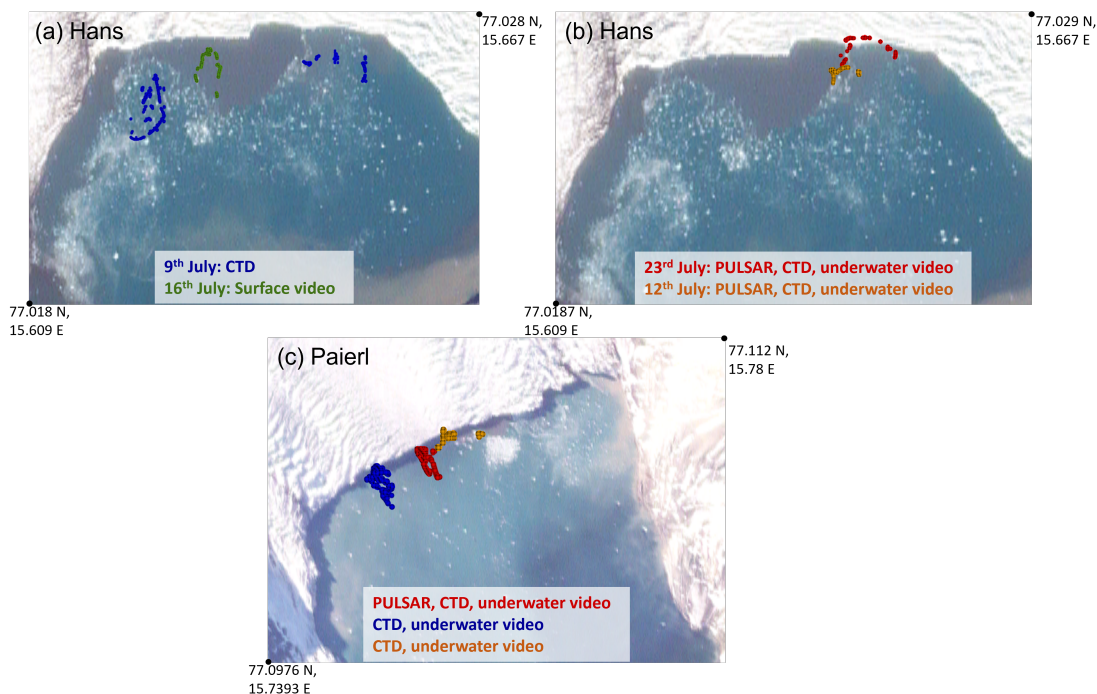 (a) Hans
77.028 N,
15.667 E
9th July: CTD
16th July: Surface video
77.018 N,
15.609 E
(b) Hans
77.029 N,
15.667 E
23rd July: PULSAR, CTD, underwater video
12th July: PULSAR, CTD, underwater video
77.0187 N,
15.609 E
(c) Paierl
77.112 N,
15.78 E
PULSAR, CTD, underwater video
CTD, underwater video
CTD, underwater video
77.0976 N,
15.7393 E